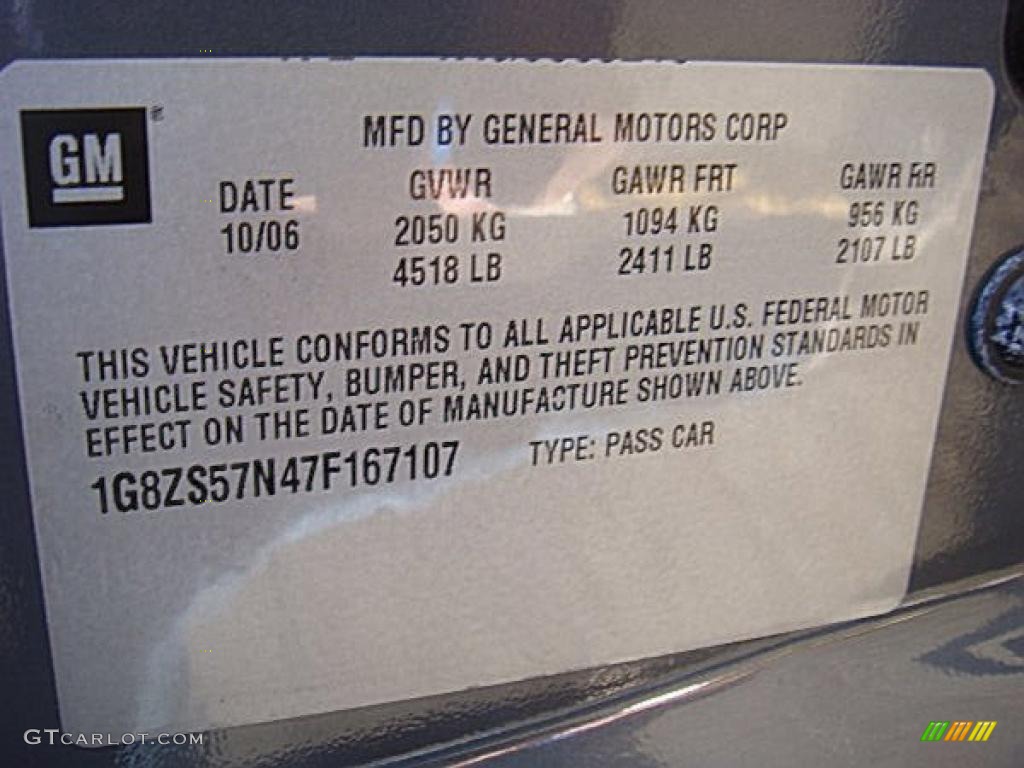 GM
MFD BY GENERAL MOTORS CORP
DATE GVWR GAWR FRT GAWR RR
10/06 2050 KG 1094 KG 956 KG
4518 LB 2411 LB 2107 LB
THIS VEHICLE CONFORMS TO ALL APPLICABLE U.S. FEDERAL MOTOR
VEHICLE SAFETY, BUMPER, AND THEFT PREVENTION STANDARDS IN
EFFECT ON THE DATE OF MANUFACTURE SHOWN ABOVE.
1G8ZS57N47F167107 TYPE: PASS CAR
GTCARLOT.COM